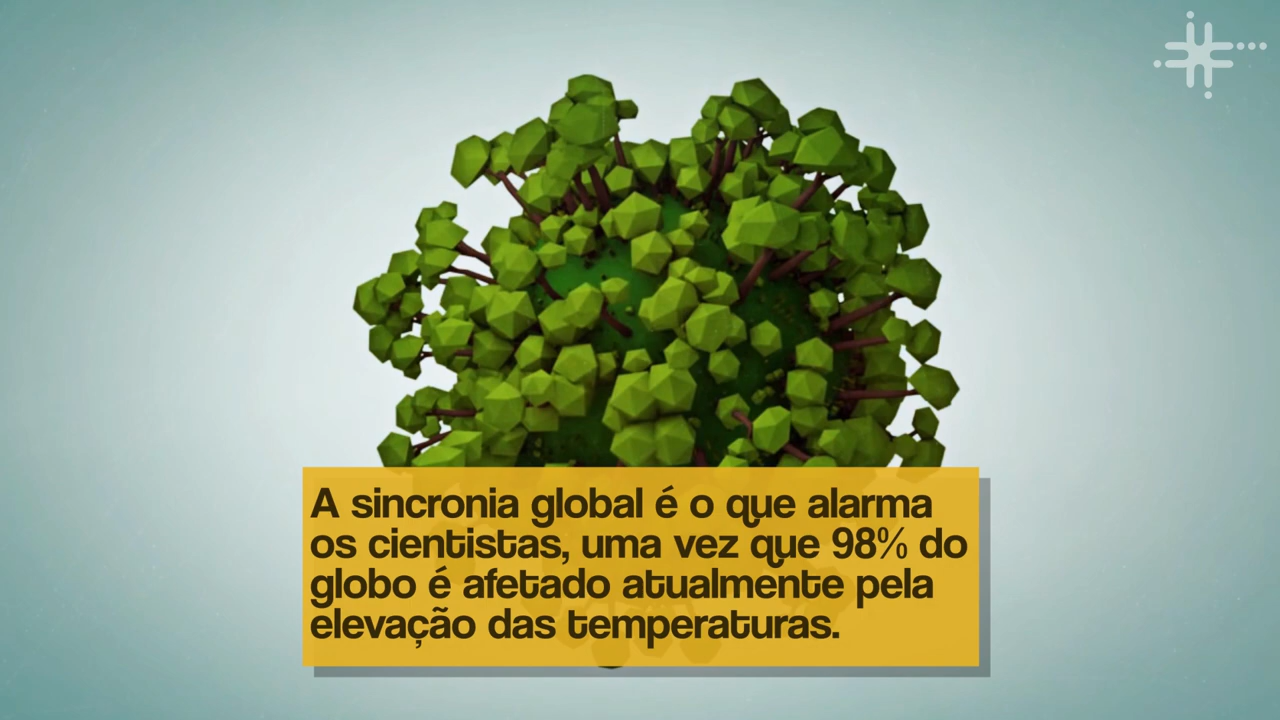 A sincronia global é o que alarma
os cientistas, uma vez que 98% do
globo é afetado atualmente pela
elevação das temperaturas.